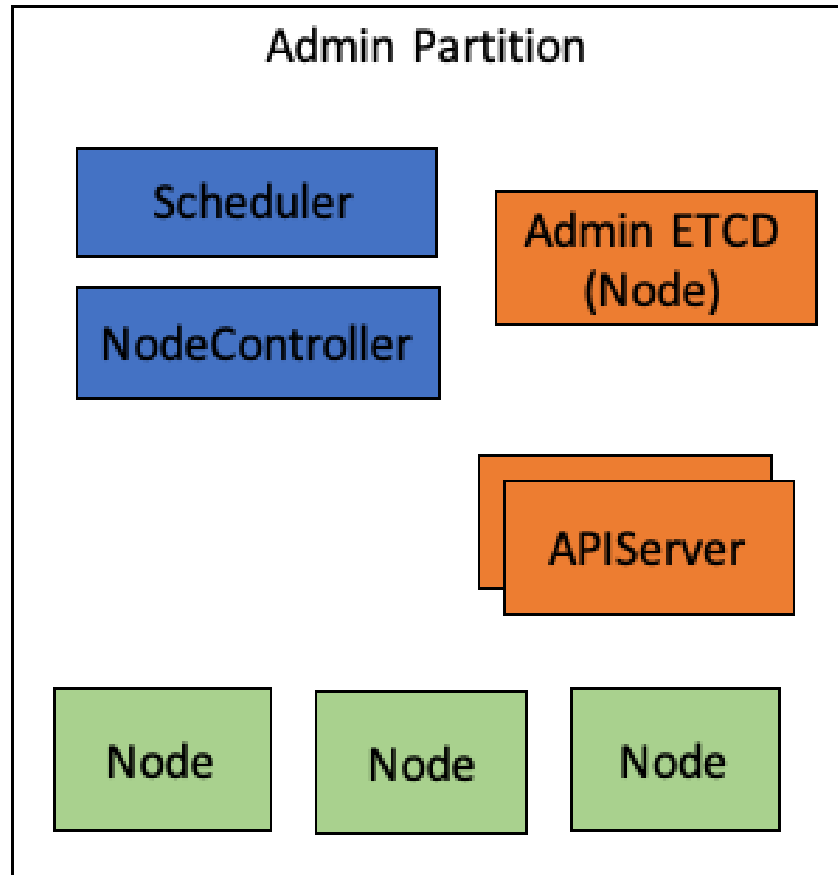 Admin Partition
Scheduler
Admin ETCD
(Node)
NodeController
APIServer
Node
Node
Node